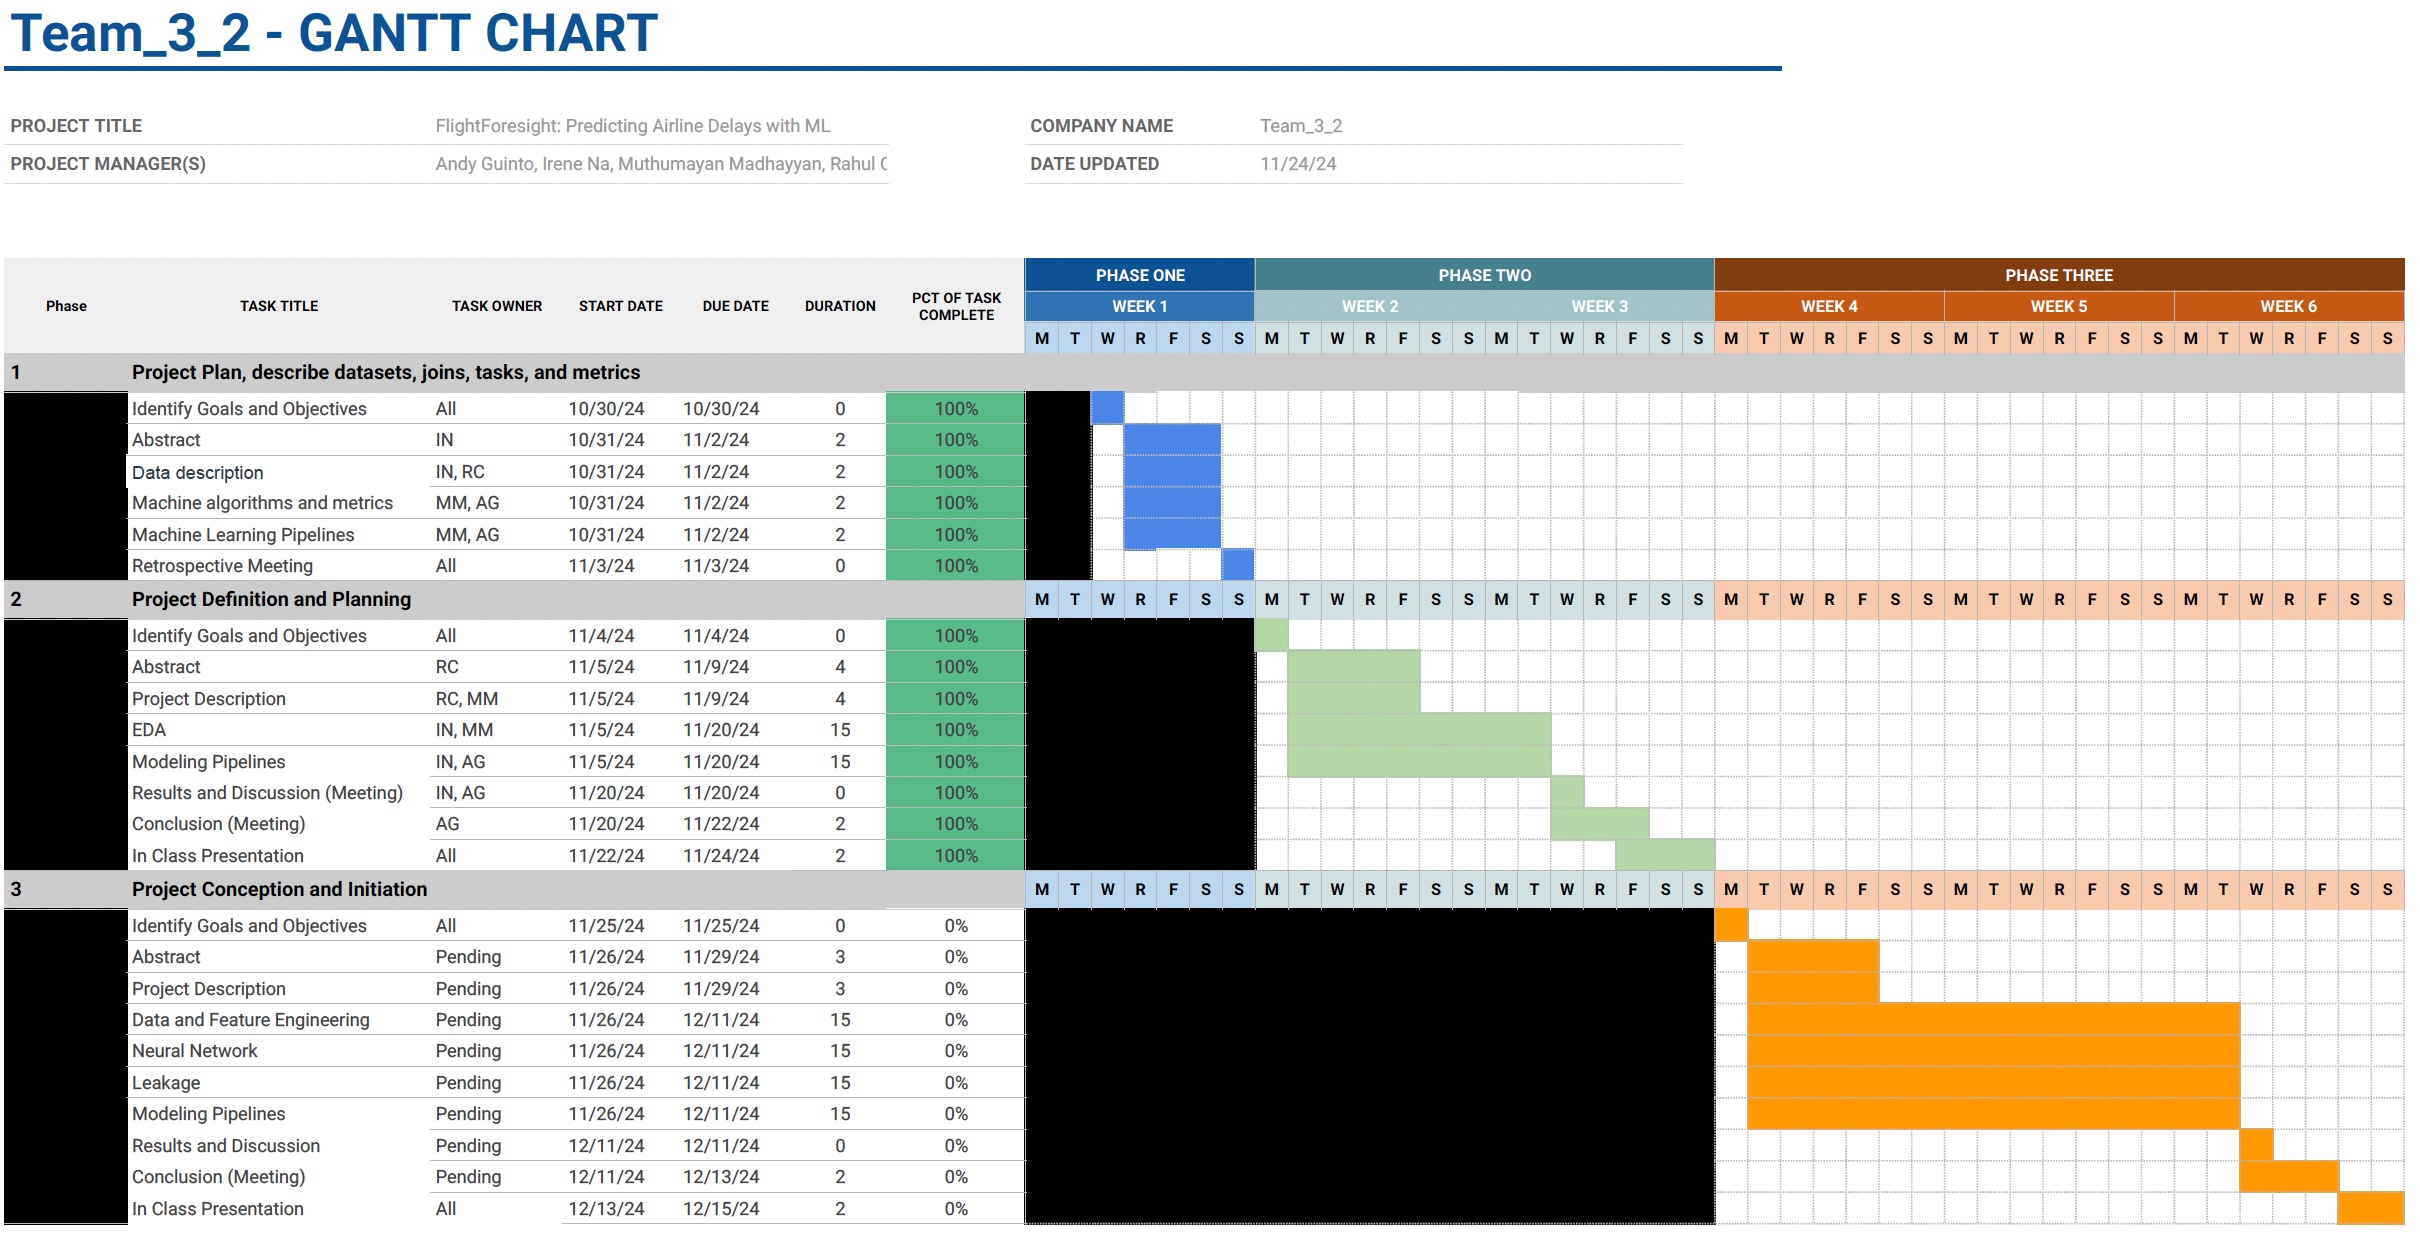 Team_3_2 - GANTT CHART
PROJECT TITLE FlightForesight: Predicting Airline Delays with ML COMPANY NAME Team_3_2
PROJECT MANAGER(S) Andy Guinto, Irene Na, Muthumayan Madhayyan, Rahul DATE UPDATED 11/24/24
PHASE ONE PHASE TWO PHASE THREE
Phase TASK TITLE TASK OWNER START DATE DUE DATE DURATION PCT OF TASK COMPLETE WEEK 1 WEEK 2 WEEK 3 WEEK 4 WEEK 5 WEEK 6
M T W R F S S M T W R F S S M T W R F S S M T W R F S S M T W R F S S M T W R F S S
1 Project Plan, describe datasets, joins, tasks, and metrics
Identify Goals and Objectives All 10/30/24 10/30/24 0 100%
Abstract IN 10/31/24 11/2/24 2 100%
Data description IN, RC 10/31/24 11/2/24 2 100%
Machine algorithms and metrics MM, AG 10/31/24 11/2/24 2 100%
Machine Learning Pipelines MM, AG 10/31/24 11/2/24 2 100%
Retrospective Meeting All 11/3/24 11/3/24 0 100%
2 Project Definition and Planning M T W R F S S M T W R F S S M T W R F S S M T W R F S S M T W R F S S M T W R F S S
Identify Goals and Objectives All 11/4/24 11/4/24 0 100%
Abstract RC 11/5/24 11/9/24 4 100%
Project Description RC, MM 11/5/24 11/9/24 4 100%
EDA IN, MM 11/5/24 11/20/24 15 100%
Modeling Pipelines IN, AG 11/5/24 11/20/24 15 100%
Results and Discussion (Meeting) IN, AG 11/20/24 11/20/24 0 100%
Conclusion (Meeting) AG 11/20/24 11/22/24 2 100%
In Class Presentation All 11/22/24 11/24/24 2 100%
3 Project Conception and Initiation M T W R F S S M T W R F S S M T W R F S S M T W R F S S M T W R F S S M T W R F S S
Identify Goals and Objectives All 11/25/24 11/25/24 0 0%
Abstract Pending 11/26/24 11/29/24 3 0%
Project Description Pending 11/26/24 11/29/24 3 0%
Data and Feature Engineering Pending 11/26/24 12/11/24 15 0%
Neural Network Pending 11/26/24 12/11/24 15 0%
Leakage Pending 11/26/24 12/11/24 15 0%
Modeling Pipelines Pending 11/26/24 12/11/24 15 0%
Results and Discussion Pending 12/11/24 12/11/24 0 0%
Conclusion (Meeting) Pending 12/11/24 12/13/24 2 0%
In Class Presentation All 12/13/24 12/15/24 2 0%